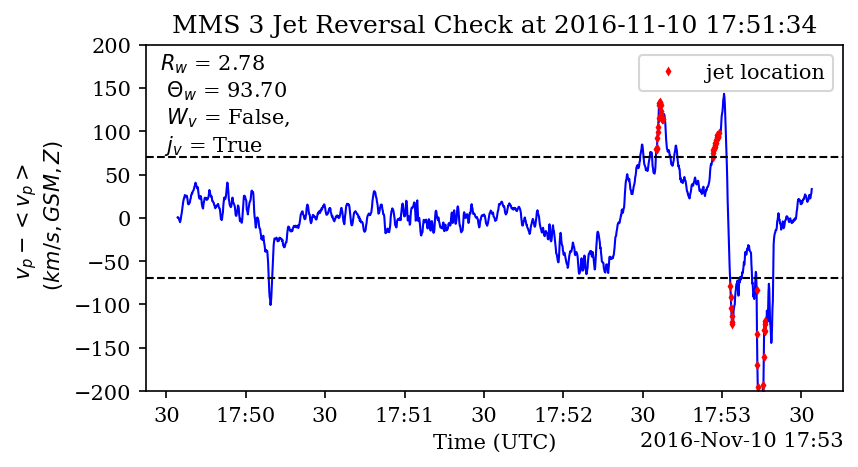 MMS 3 Jet Reversal Check at 2016-11-10 17:51:34
R_w = 2.78
Θ_w = 93.70
W_v = False,
j_v = True
jet location
v_p − < v_p >
(km/s, GSM, Z)
200
150
100
50
0
−50
−100
−150
−200
30 17:50 30 17:51 30 17:52 30 17:53 30
Time (UTC)
2016-Nov-10 17:53